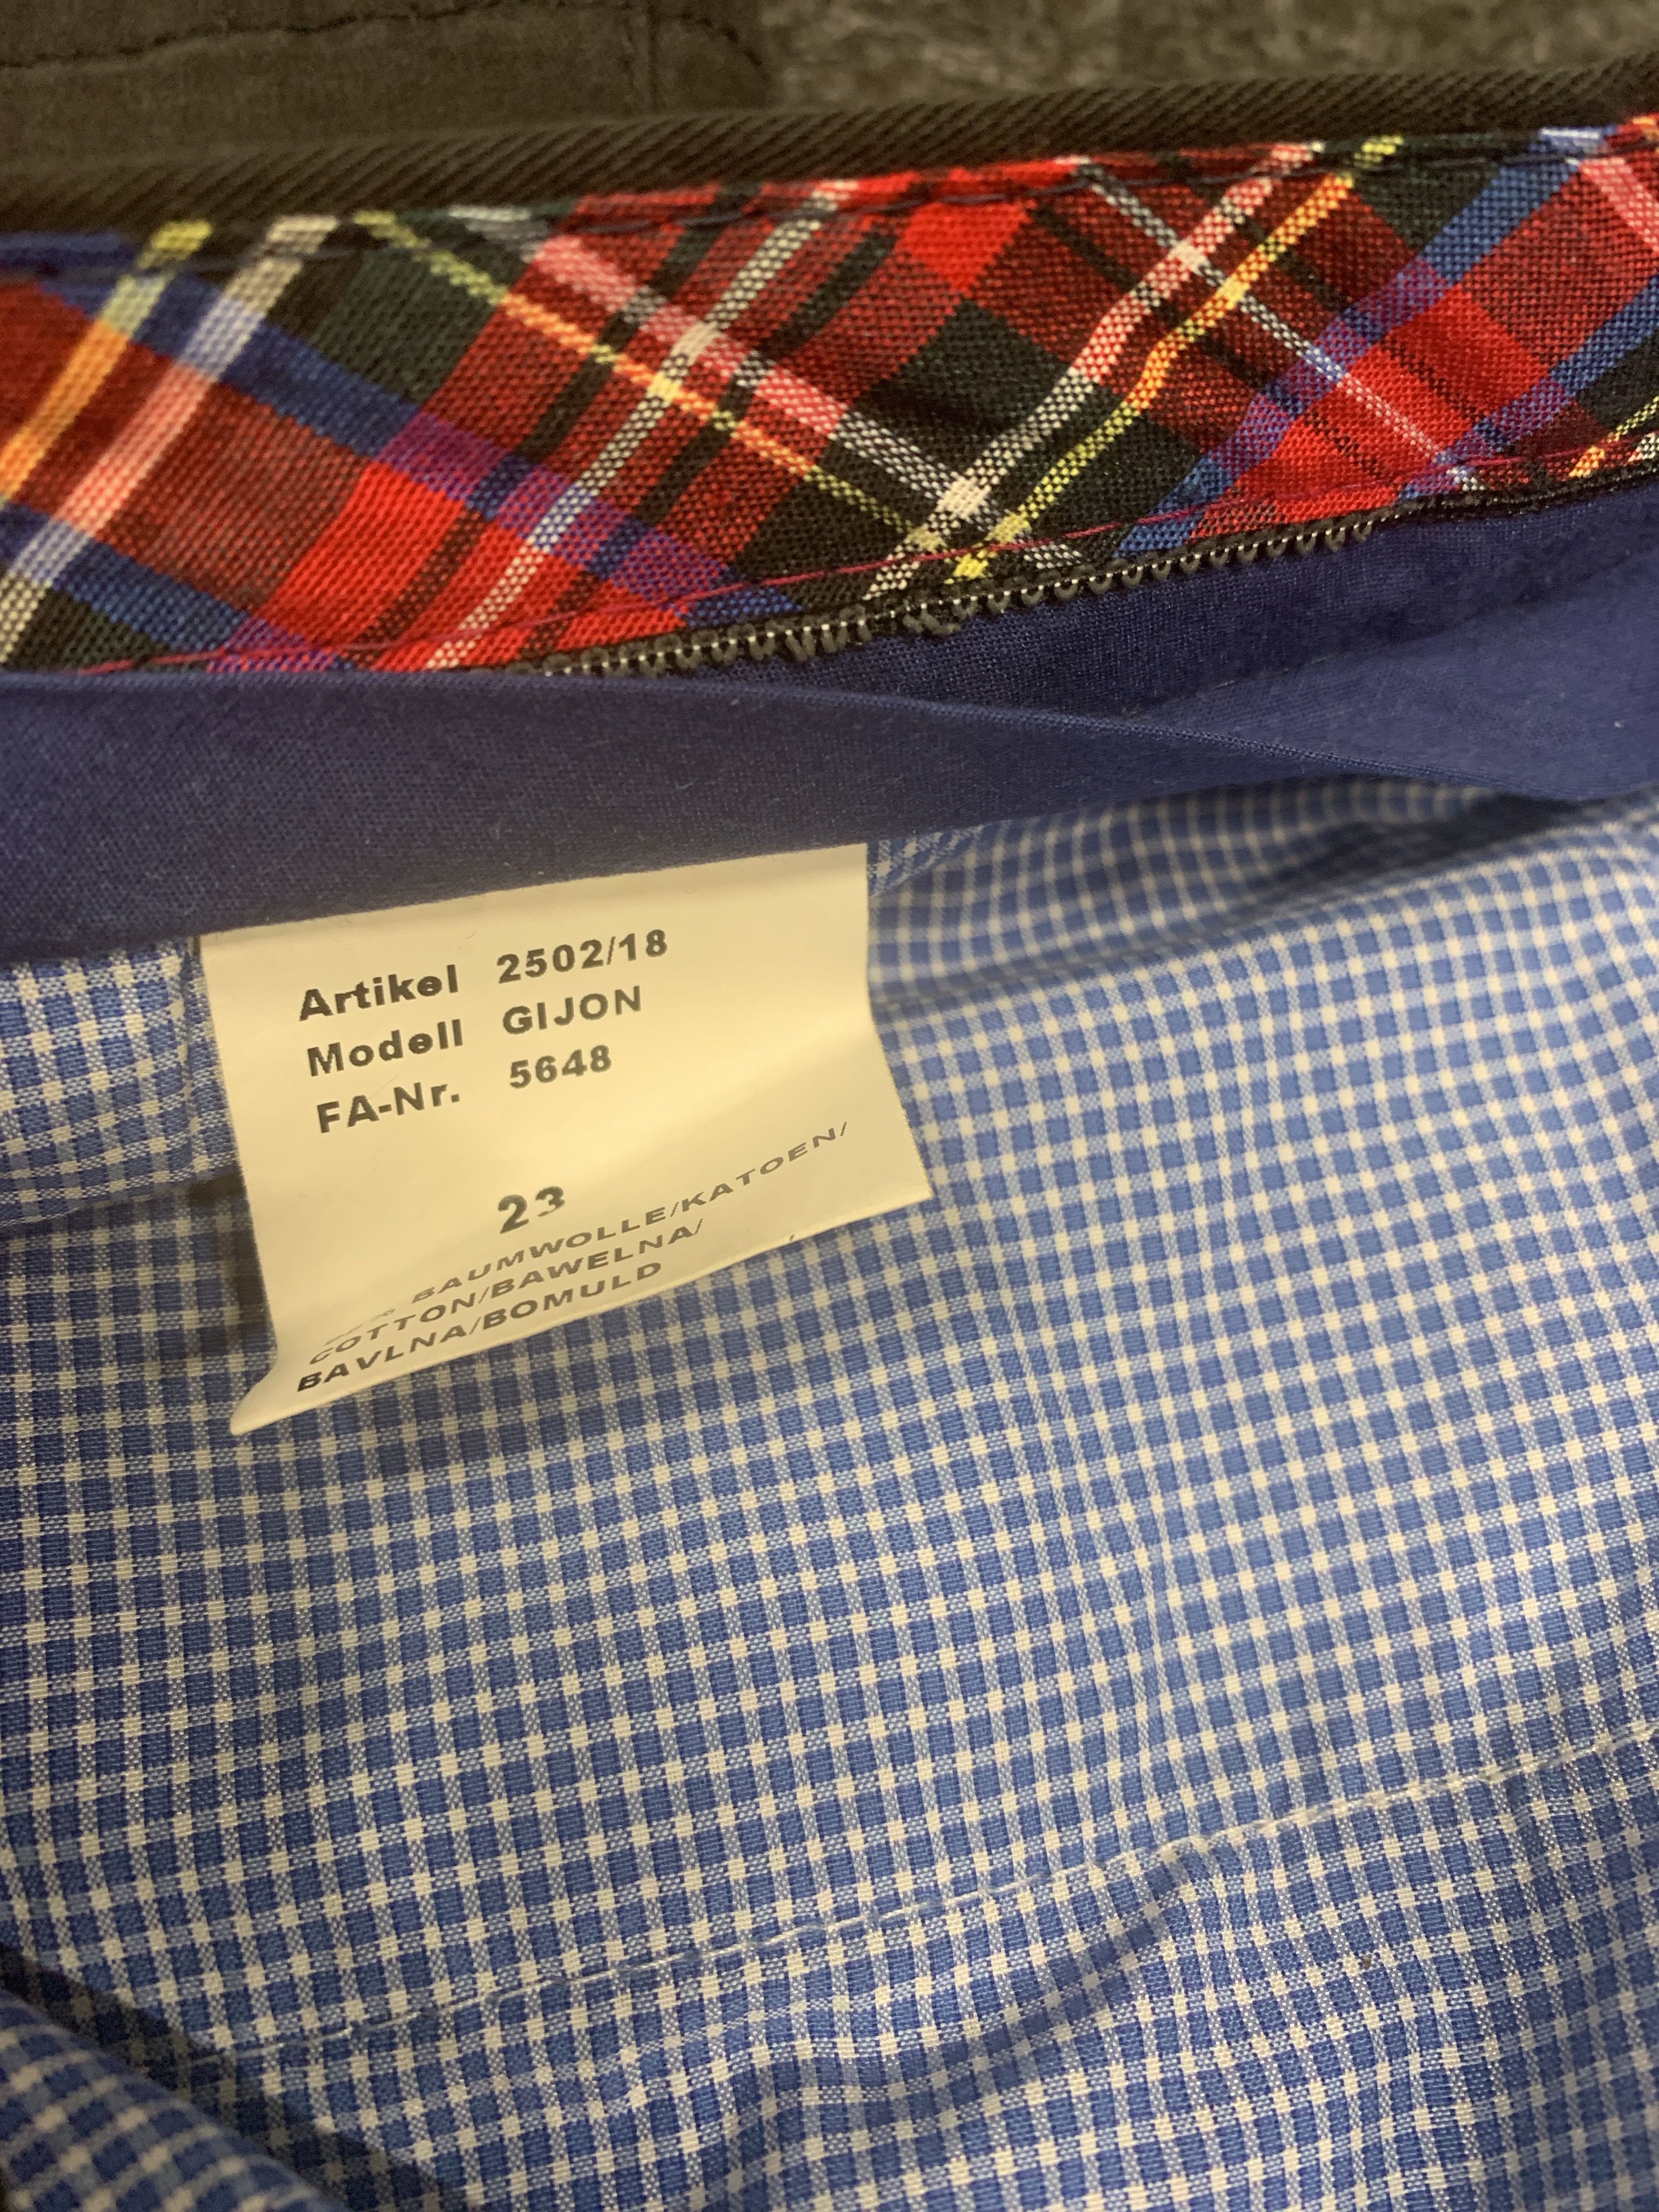 Artikel 2502/18
Modell GIJON
FA-Nr. 5648
23
BAUMWOLLE/KATOEN/
COTTON/BAWELNA/
BAVLNA/BOMULD